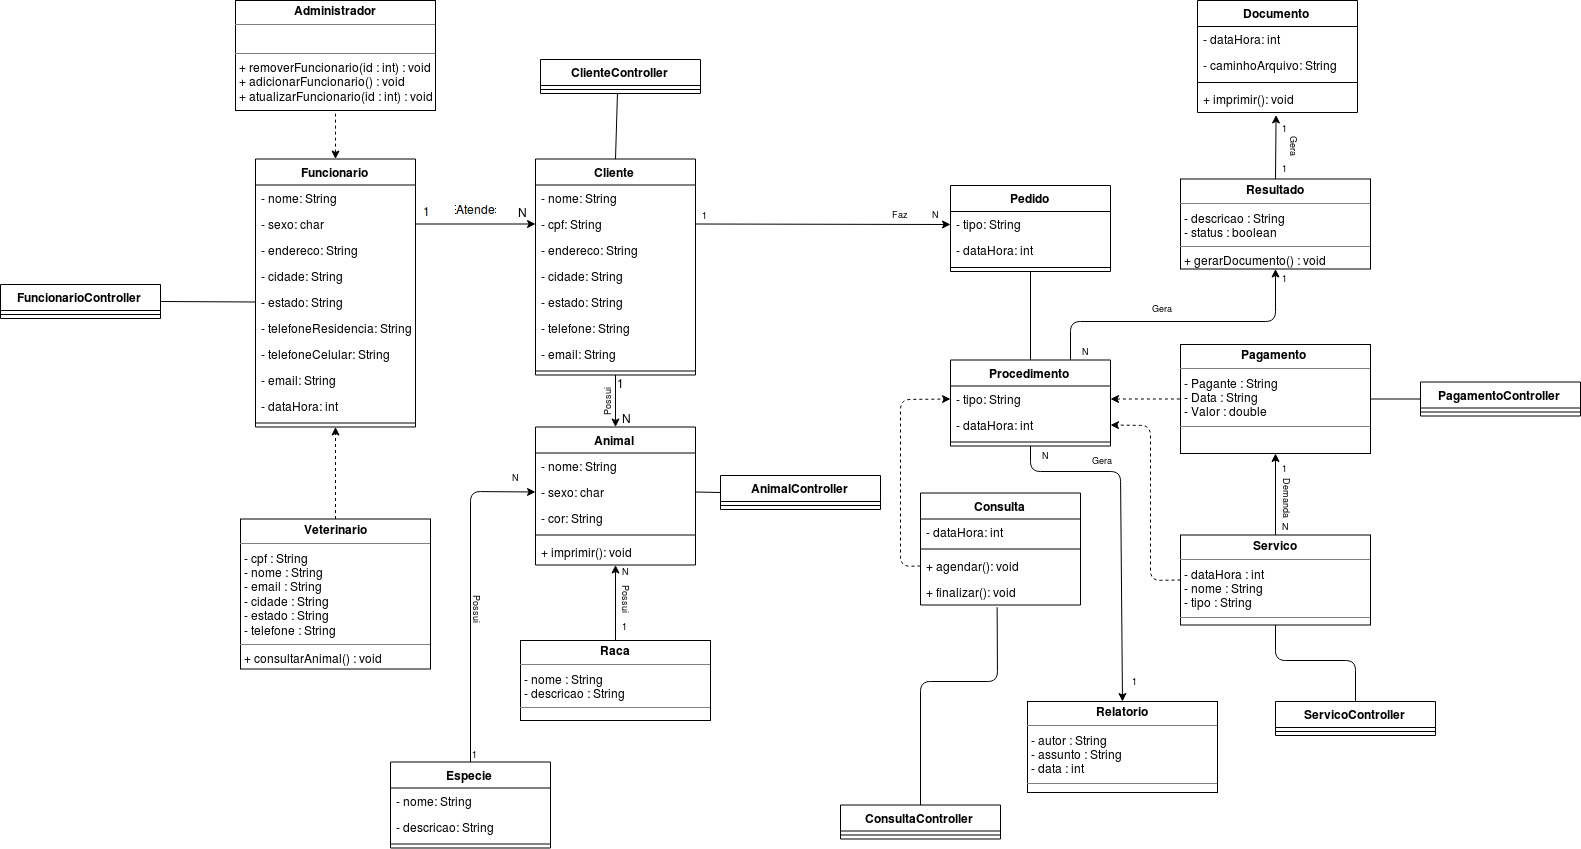 Administrador
+ removerFuncionario(id : int) : void
+ adicionarFuncionario() : void
+ atualizarFuncionario(id : int) : void
ClienteController
Documento
- dataHora: int
- caminhoArquivo: String
+ imprimir(): void
1
Gera
1
Funcionario
- nome: String
- sexo: char
- endereco: String
- cidade: String
- estado: String
- telefoneResidencia: String
- telefoneCelular: String
- email: String
- dataHora: int
1
Atende
N
Cliente
- nome: String
- cpf: String
- endereco: String
- cidade: String
- estado: String
- telefone: String
- email: String
1
Faz
N
Pedido
- tipo: String
- dataHora: int
Resultado
- descricao : String
- status : boolean
+ gerarDocumento() : void
1
Gera
N
FuncionarioController
Procedimento
- tipo: String
- dataHora: int
Pagamento
- Pagante : String
- Data : String
- Valor : double
PagamentoController
1
Possui
N
Animal
- nome: String
- sexo: char
- cor: String
+ imprimir(): void
AnimalController
N
Gera
1
Demanda
N
N
Possui
1
Consulta
- dataHora: int
+ agendar(): void
+ finalizar(): void
Servico
- dataHora : int
- nome : String
- tipo : String
Veterinario
- cpf : String
- nome : String
- email : String
- cidade : String
- estado : String
- telefone : String
+ consultarAnimal() : void
N
Possui
1
Raca
- nome : String
- descricao : String
1
Relatorio
- autor : String
- assunto : String
- data : int
ServicoController
Especie
- nome: String
- descricao: String
ConsultaController